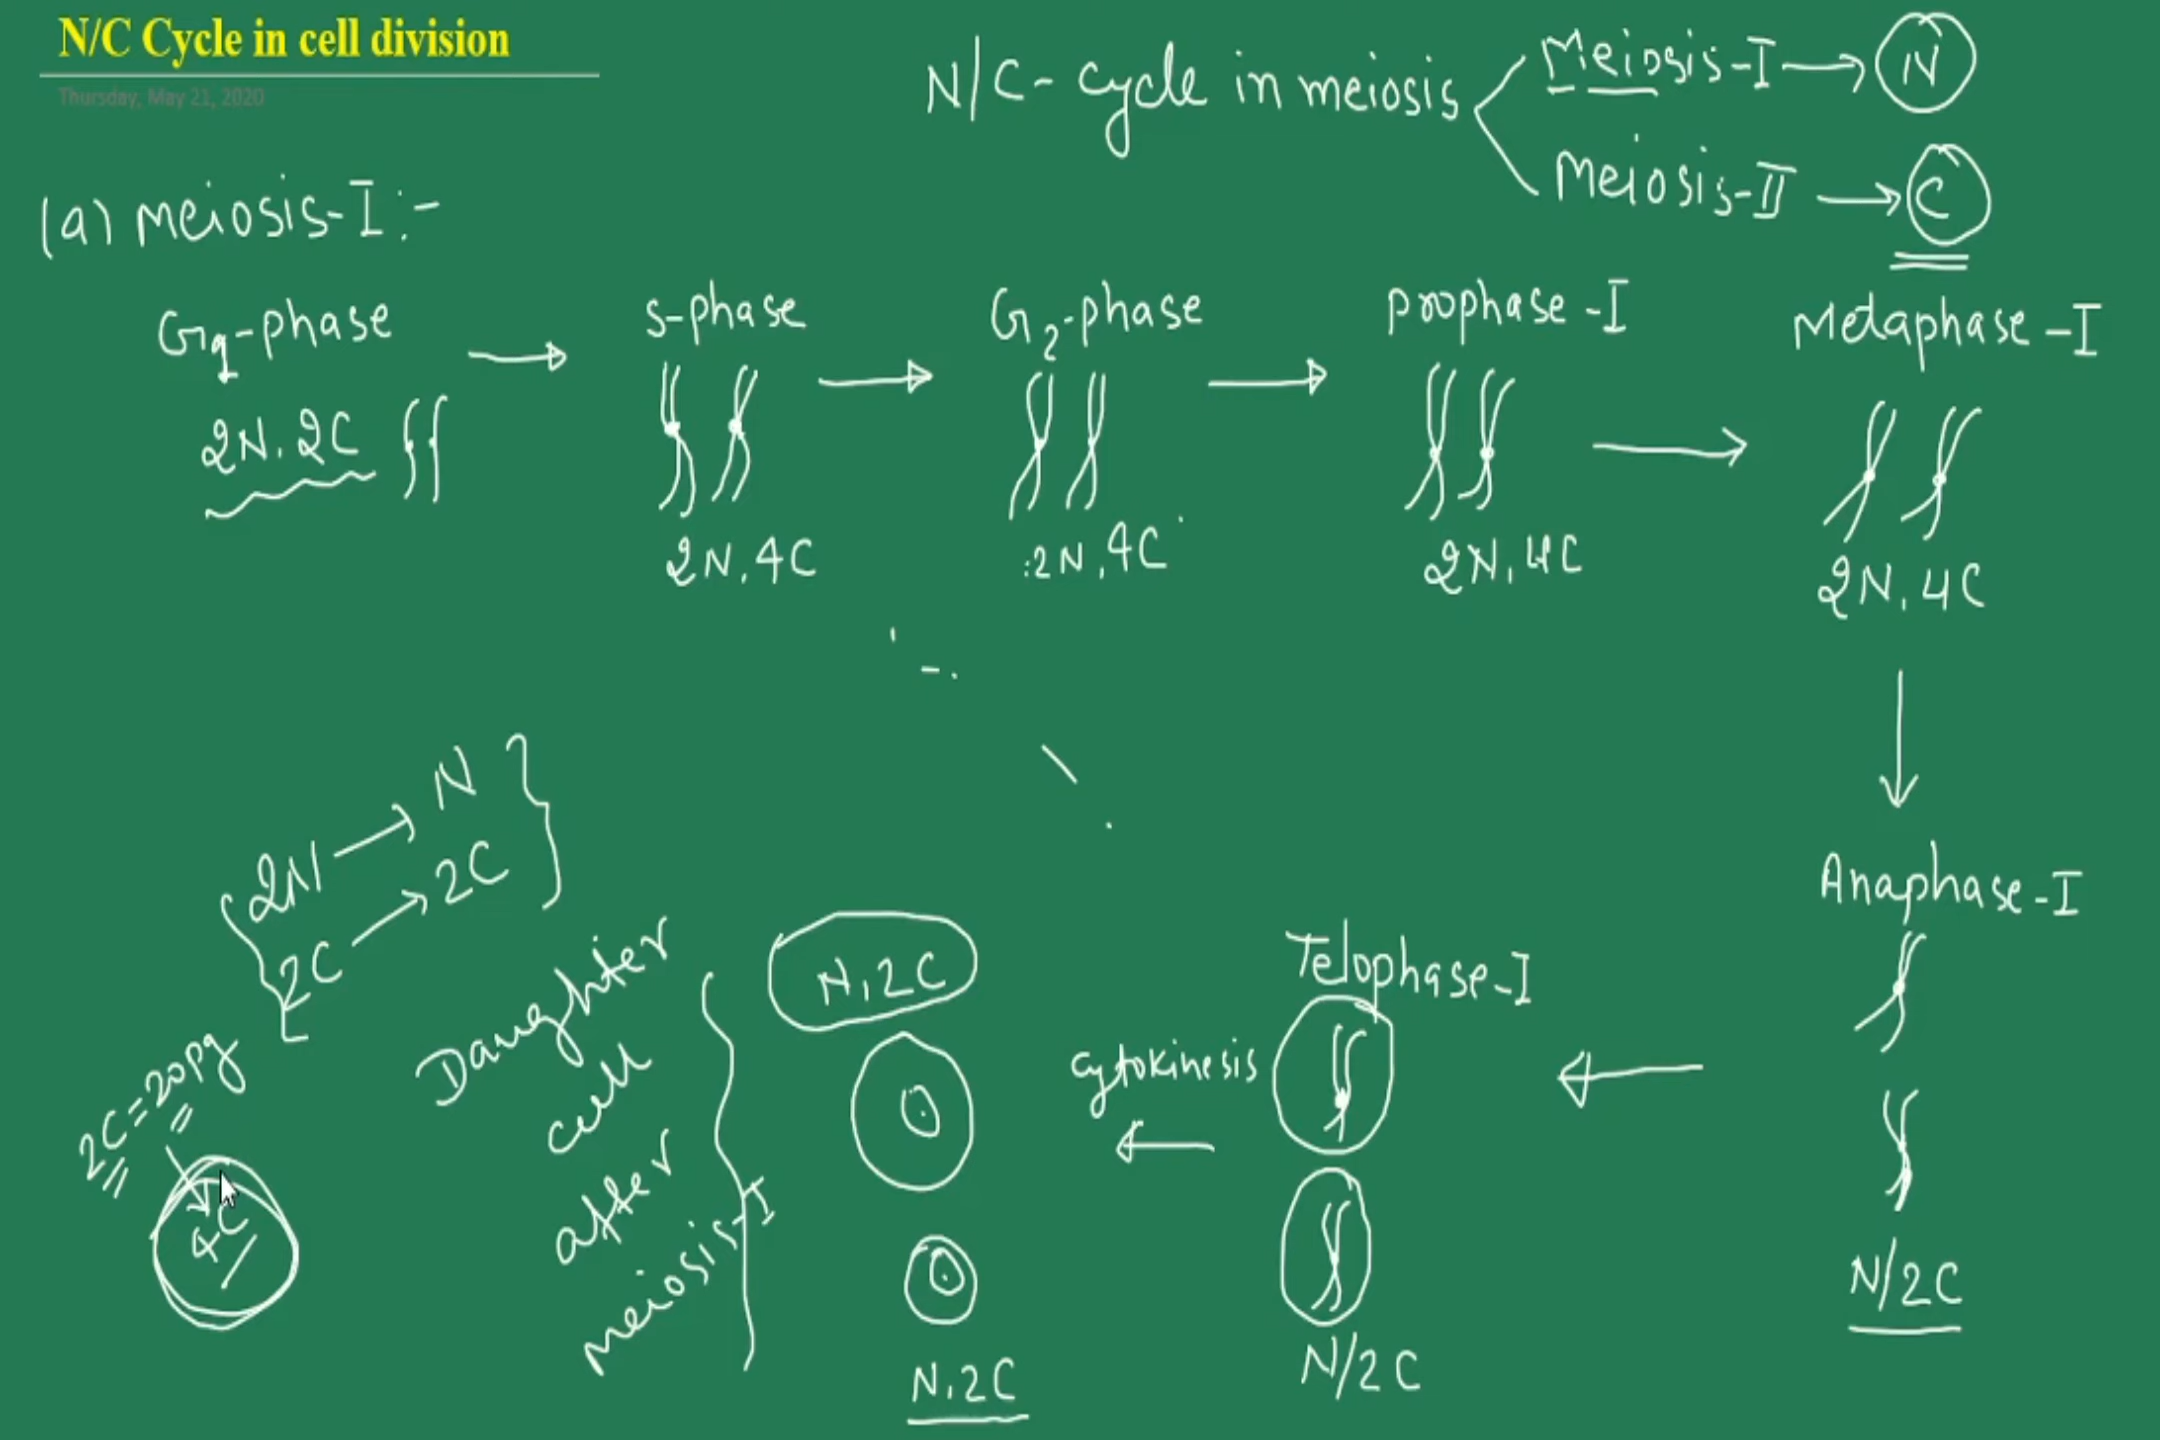 N/C Cycle in cell division
Thursday, May 21, 2020
N/C- cycle in meiosis
Meiosis-I → N
Meiosis-II → C
(a) Meiosis-I:-
G1-phase
2N, 2C
S-phase
2N, 4C
G2-phase
2N, 4C
Prophase-I
2N, 4C
Metaphase-I
2N, 4C
Anaphase-I
N/2C
Telophase-I
N/2C
Cytokinesis
N, 2C
N, 2C
Daughter
cell
after
meiosis-I
2N → N
2C → 2C
2C=20pg
4C